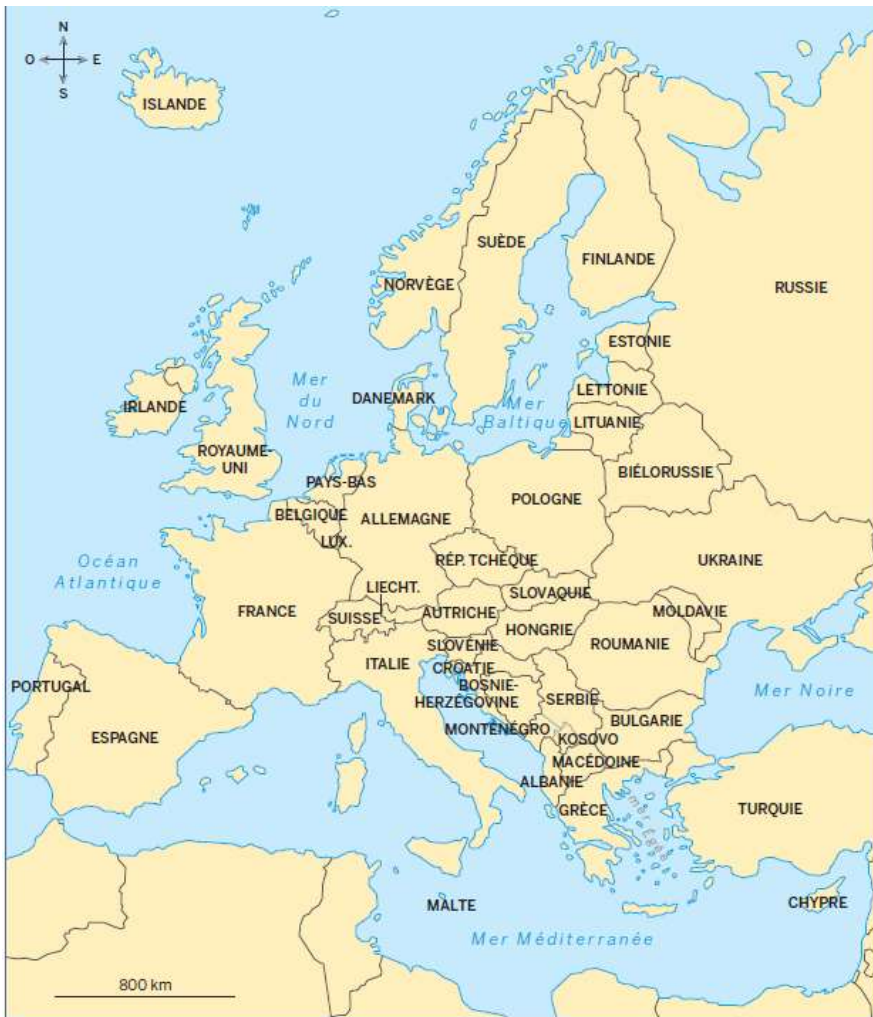 N
O E
S
ISLANDE
SUÈDE
FINLANDE
NORVÈGE
RUSSIE
ESTONIE
Mer
du
Nord
DANEMARK
LETTONIE
IRLANDE
Mer
Baltique
LITUANIE
ROYAUME-
UNI
BIÉLORUSSIE
PAYS-BAS
POLOGNE
BELGIQUE
ALLEMAGNE
LUX.
Océan
Atlantique
RÉP. TCHÈQUE
UKRAINE
LIECHT.
SLOVAQUIE
FRANCE
SUISSE
AUTRICHE
MOLDAVIE
HONGRIE
SLOVÉNIE
ROUMANIE
ITALIE
CROATIE
PORTUGAL
BOSNIE-
HERZÉGOVINE
SERBIE
Mer Noire
BULGARIE
MONTÉNÉGRO
ESPAGNE
KOSOVO
MACÉDOINE
ALBANIE
GRÈCE
mer Egée
TURQUIE
MALTE
CHYPRE
Mer Méditerranée
800 km